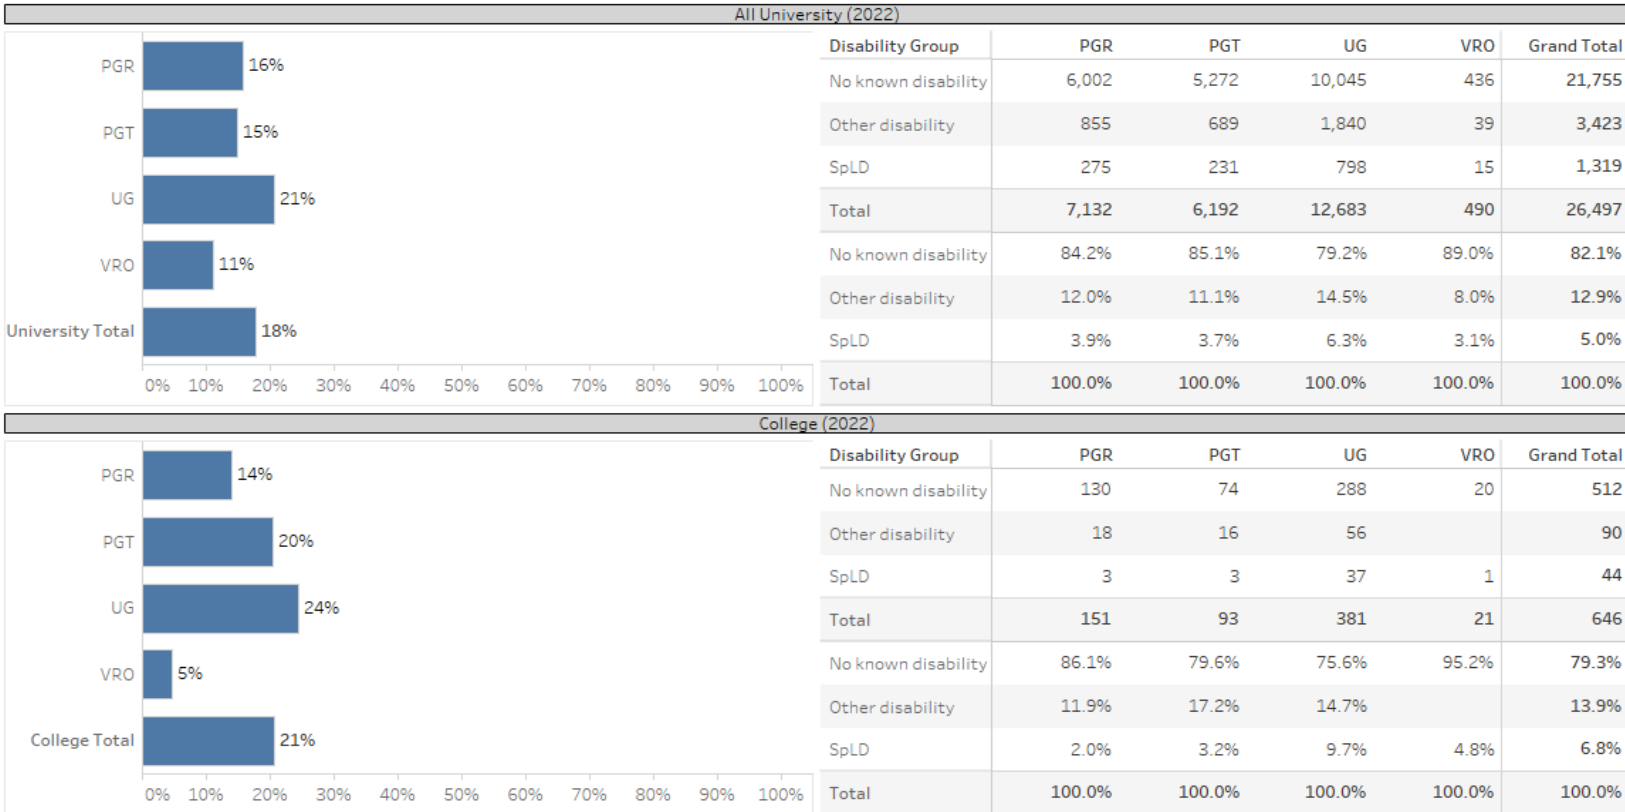 All University (2022)
PGR 16%
PGT 15%
UG 21%
VRO 11%
University Total 18%
0% 10% 20% 30% 40% 50% 60% 70% 80% 90% 100%
Disability Group PGR PGT UG VRO Grand Total
No known disability 6,002 5,272 10,045 436 21,755
Other disability 855 689 1,840 39 3,423
SpLD 275 231 798 15 1,319
Total 7,132 6,192 12,683 490 26,497
No known disability 84.2% 85.1% 79.2% 89.0% 82.1%
Other disability 12.0% 11.1% 14.5% 8.0% 12.9%
SpLD 3.9% 3.7% 6.3% 3.1% 5.0%
Total 100.0% 100.0% 100.0% 100.0% 100.0%
College (2022)
PGR 14%
PGT 20%
UG 24%
VRO 5%
College Total 21%
0% 10% 20% 30% 40% 50% 60% 70% 80% 90% 100%
Disability Group PGR PGT UG VRO Grand Total
No known disability 130 74 288 20 512
Other disability 18 16 56 90
SpLD 3 3 37 1 44
Total 151 93 381 21 646
No known disability 86.1% 79.6% 75.6% 95.2% 79.3%
Other disability 11.9% 17.2% 14.7% 13.9%
SpLD 2.0% 3.2% 9.7% 4.8% 6.8%
Total 100.0% 100.0% 100.0% 100.0% 100.0%